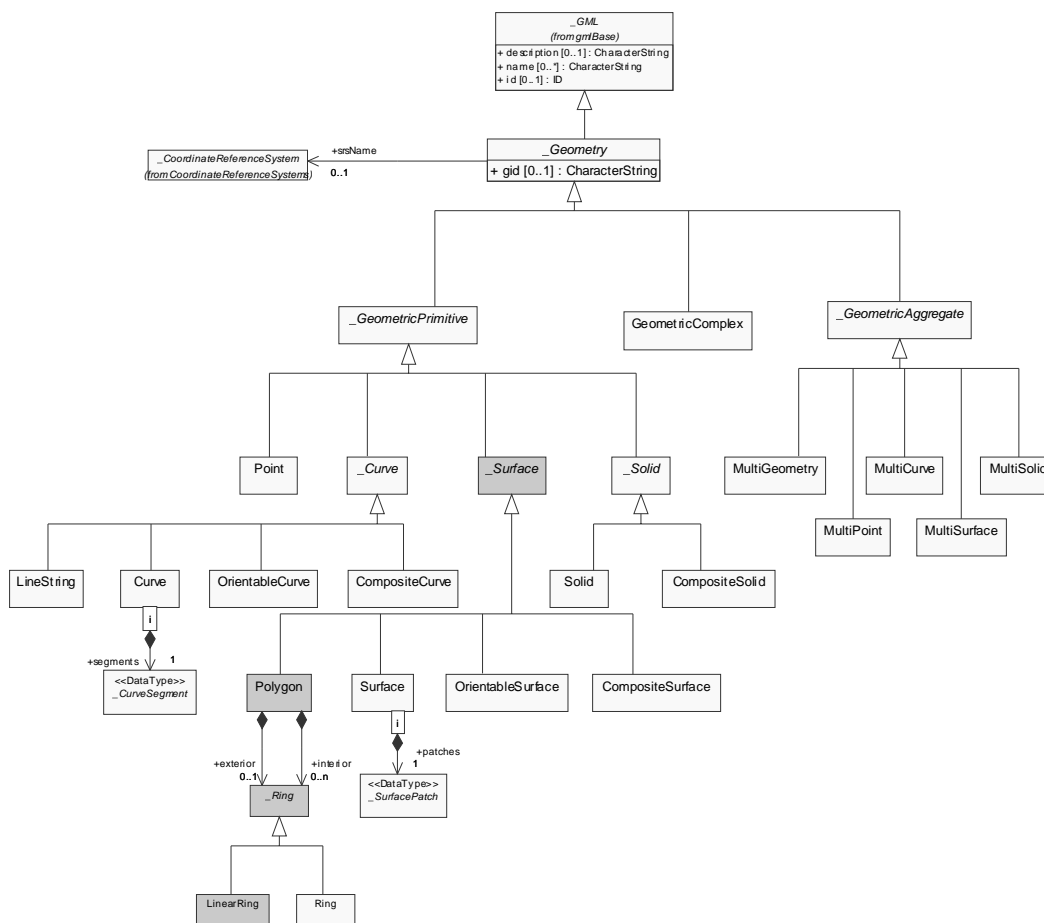 _GML
(from gmlBase)
+ description [0..1] : CharacterString
+ name [0..*] : CharacterString
+ id [0..1] : ID
+srsName
_CoordinateReferenceSystem
(from CoordinateReferenceSystems)
0..1
_Geometry
+ gid [0..1] : CharacterString
_GeometricPrimitive
GeometricComplex
_GeometricAggregate
Point
_Curve
_Surface
_Solid
MultiGeometry
MultiCurve
MultiSolid
MultiPoint
MultiSurface
LineString
Curve
OrientableCurve
CompositeCurve
Solid
CompositeSolid
i
+segments
1
<<DataType>>
_CurveSegment
Polygon
Surface
OrientableSurface
CompositeSurface
i
+exterior
0..1
+interior
0..n
+patches
1
<<DataType>>
_SurfacePatch
_Ring
LinearRing
Ring